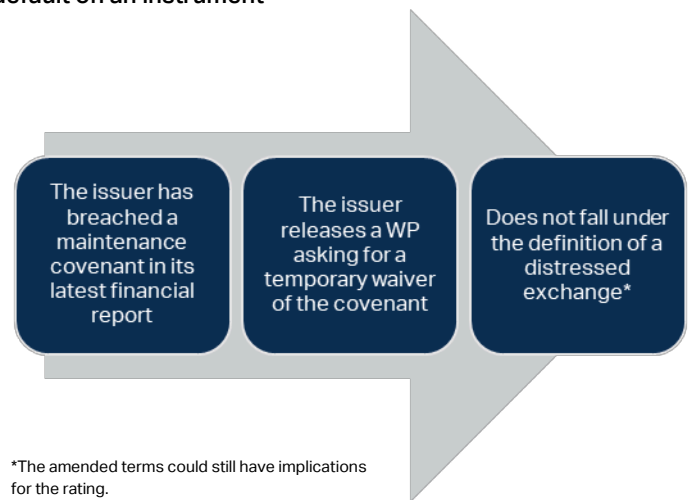 default on an instrument
The issuer has
breached a
maintenance
covenant in its
latest financial
report
The issuer
releases a WP
asking for a
temporary waiver
of the covenant
Does not fall under
the definition of a
distressed
exchange*
*The amended terms could still have implications
for the rating.